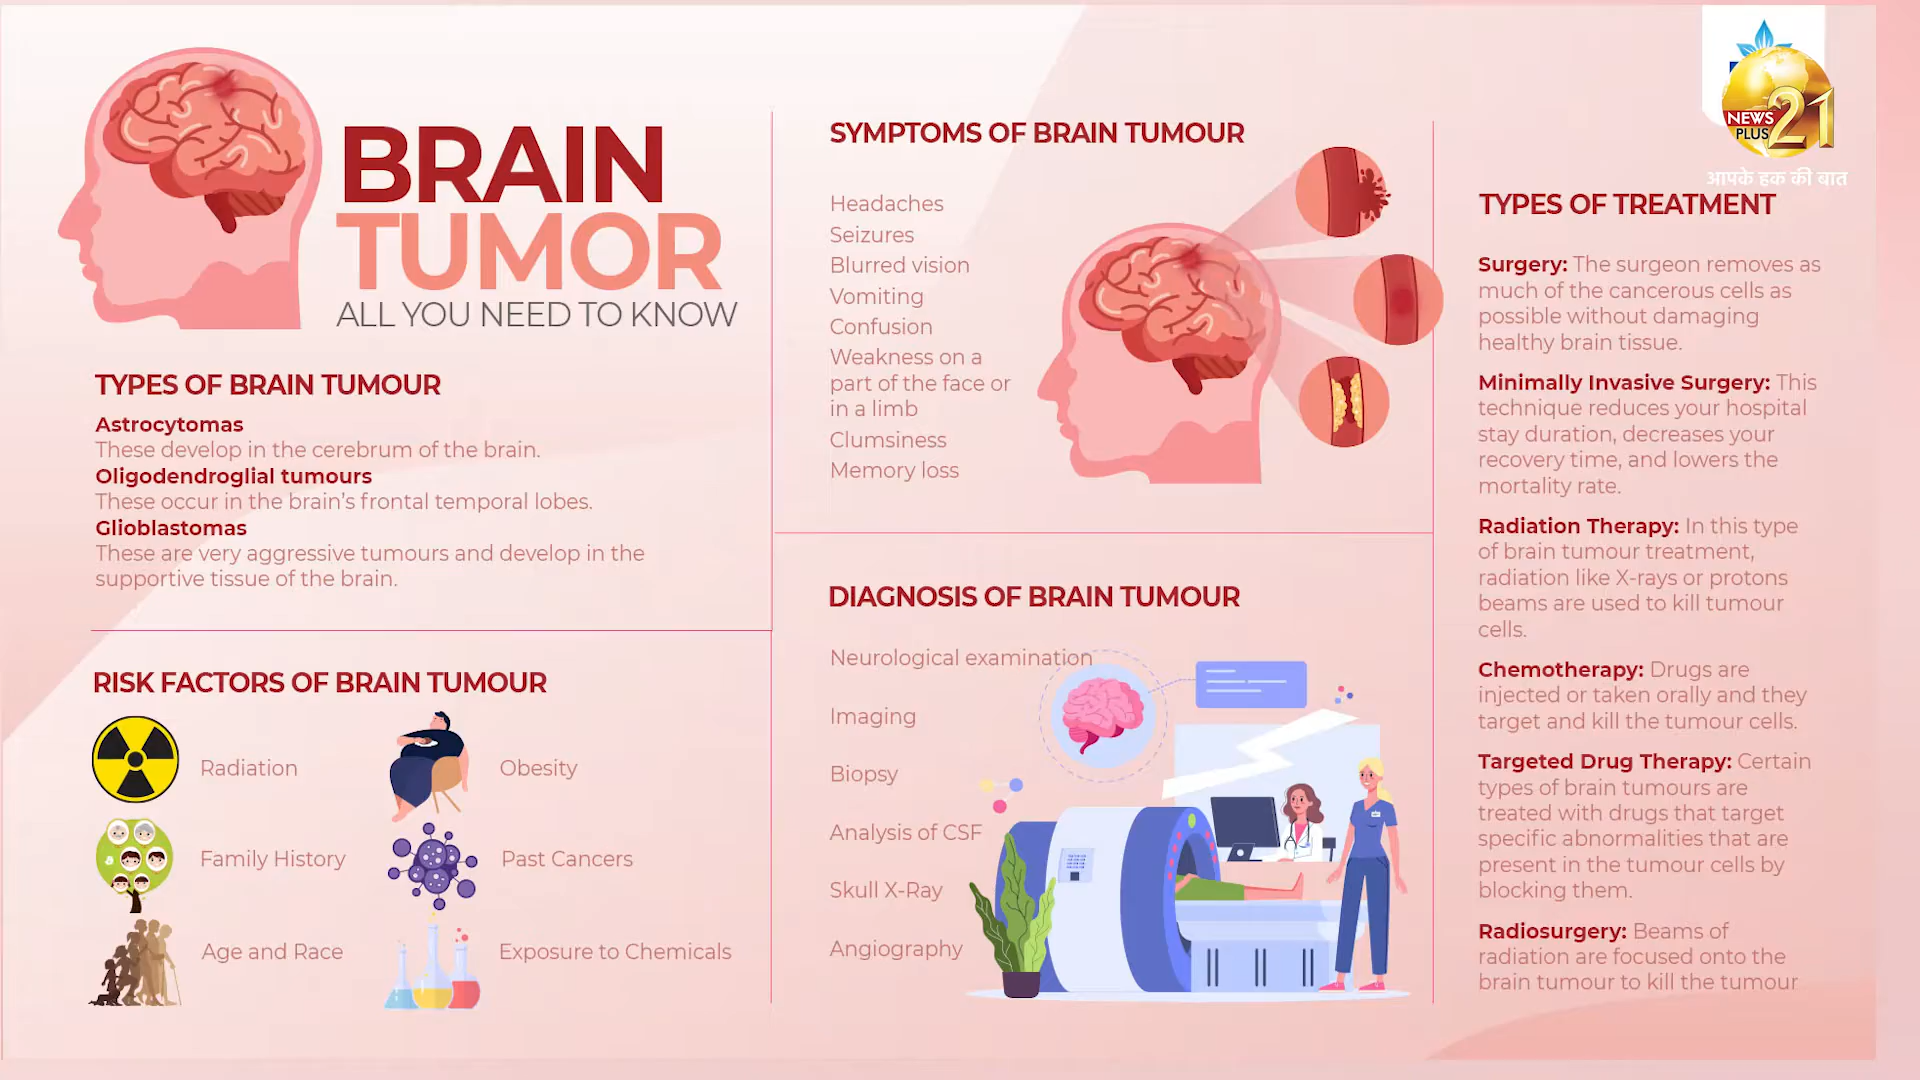 BRAIN
TUMOR
ALL YOU NEED TO KNOW
TYPES OF BRAIN TUMOUR
Astrocytomas
These develop in the cerebrum of the brain.
Oligodendroglial tumours
These occur in the brain's frontal temporal lobes.
Glioblastomas
These are very aggressive tumours and develop in the
supportive tissue of the brain.
RISK FACTORS OF BRAIN TUMOUR
Radiation
Obesity
Family History
Past Cancers
Age and Race
Exposure to Chemicals
SYMPTOMS OF BRAIN TUMOUR
Headaches
Seizures
Blurred vision
Vomiting
Confusion
Weakness on a
part of the face or
in a limb
Clumsiness
Memory loss
DIAGNOSIS OF BRAIN TUMOUR
Neurological examination
Imaging
Biopsy
Analysis of CSF
Skull X-Ray
Angiography
NEWS
PLUS
21
आपके हक की बात
TYPES OF TREATMENT
Surgery: The surgeon removes as
much of the cancerous cells as
possible without damaging
healthy brain tissue.
Minimally Invasive Surgery: This
technique reduces your hospital
stay duration, decreases your
recovery time, and lowers the
mortality rate.
Radiation Therapy: In this type
of brain tumour treatment,
radiation like X-rays or protons
beams are used to kill tumour
cells.
Chemotherapy: Drugs are
injected or taken orally and they
target and kill the tumour cells.
Targeted Drug Therapy: Certain
types of brain tumours are
treated with drugs that target
specific abnormalities that are
present in the tumour cells by
blocking them.
Radiosurgery: Beams of
radiation are focused onto the
brain tumour to kill the tumour